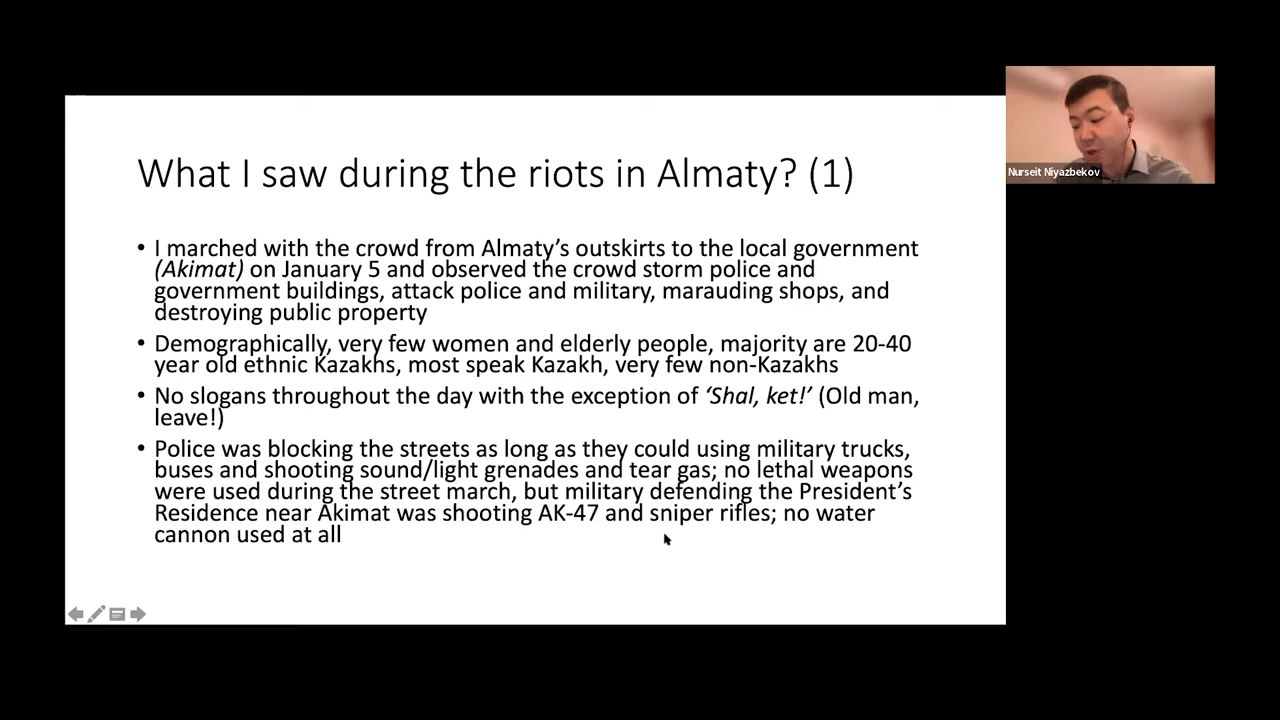 What I saw during the riots in Almaty? (1)
• I marched with the crowd from Almaty’s outskirts to the local government
(Akimat) on January 5 and observed the crowd storm police and
government buildings, attack police and military, marauding shops, and
destroying public property
• Demographically, very few women and elderly people, majority are 20-40
year old ethnic Kazakhs, most speak Kazakh, very few non-Kazakhs
• No slogans throughout the day with the exception of ‘Shal, ket!’ (Old man,
leave!)
• Police was blocking the streets as long as they could using military trucks,
buses and shooting sound/light grenades and tear gas; no lethal weapons
were used during the street march, but military defending the President’s
Residence near Akimat was shooting AK-47 and sniper rifles; no water
cannon used at all
Nurseit Niyazbekov